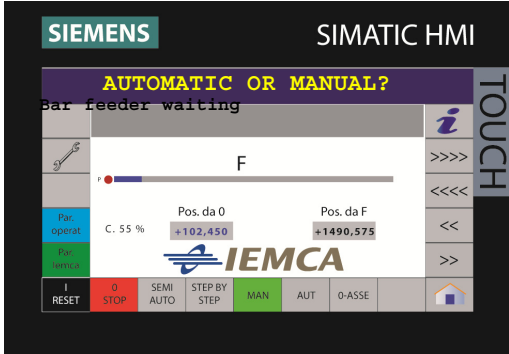 SIEMENS
SIMATIC HMI
AUTOMATIC OR MANUAL?
Bar feeder waiting
TOUCH
i
F
>>>>
P
<<<<
Par.
operat
C. 55 %
Pos. da 0
+102,450
Pos. da F
+1490,575
<<
Par.
Iemca
IEMCA
>>
I
RESET
0
STOP
SEMI
AUTO
STEP BY
STEP
MAN
AUT
0-ASSE